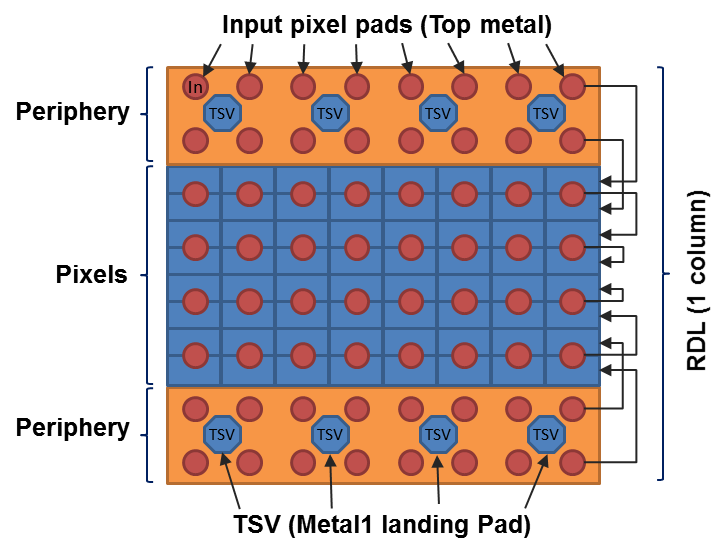 Input pixel pads (Top metal)
In
Periphery
TSV TSV TSV TSV
Pixels
RDL (1 column)
Periphery
TSV TSV TSV TSV
TSV (Metal1 landing Pad)